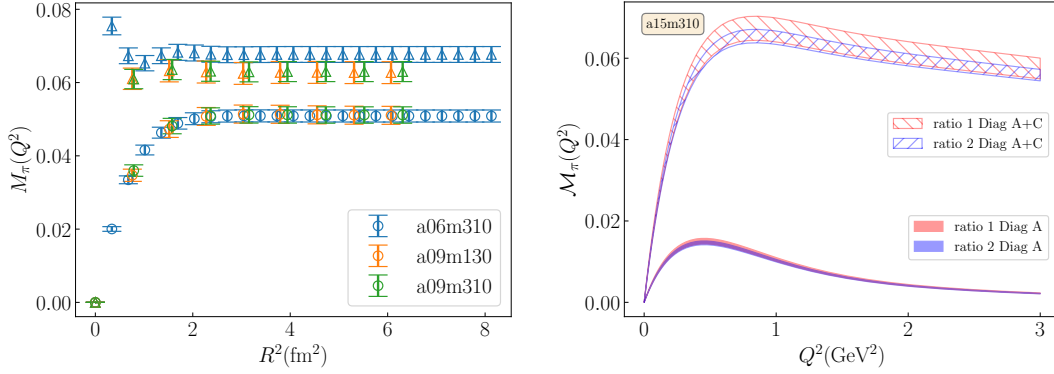 0.08
0.06
0.04
0.02
0.00
M_π(Q²)
a06m310
a09m130
a09m310
0 2 4 6 8
R²(fm²)
a15m310
0.06
0.04
0.02
0.00
ℳ_π(Q²)
ratio 1 Diag A+C
ratio 2 Diag A+C
ratio 1 Diag A
ratio 2 Diag A
0 1 2 3
Q²(GeV²)